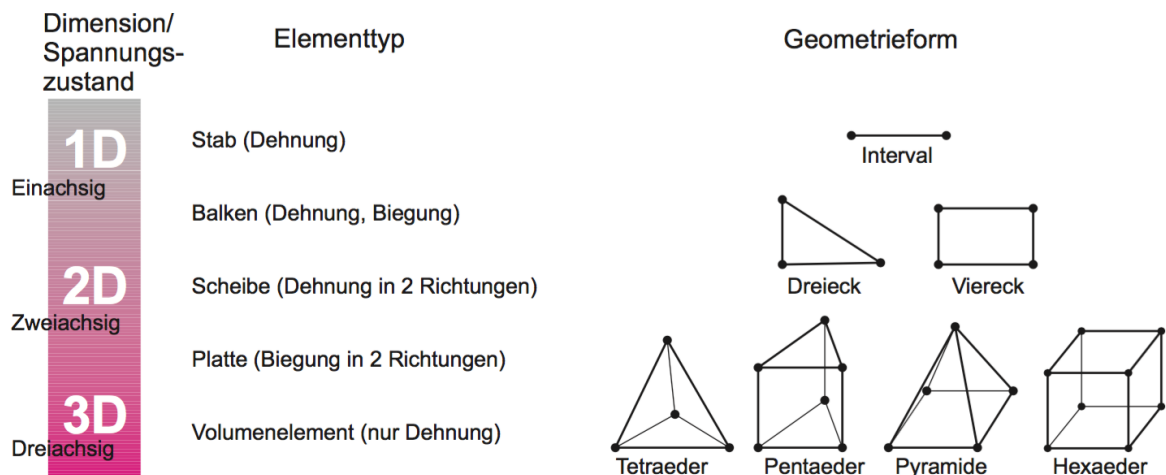 Dimension/
Spannungs-
zustand
Elementtyp
Geometrieform
1D
Einachsig
Stab (Dehnung)
Interval
Balken (Dehnung, Biegung)
2D
Zweiachsig
Scheibe (Dehnung in 2 Richtungen)
Dreieck
Viereck
Platte (Biegung in 2 Richtungen)
3D
Dreiachsig
Volumenelement (nur Dehnung)
Tetraeder
Pentaeder
Pyramide
Hexaeder